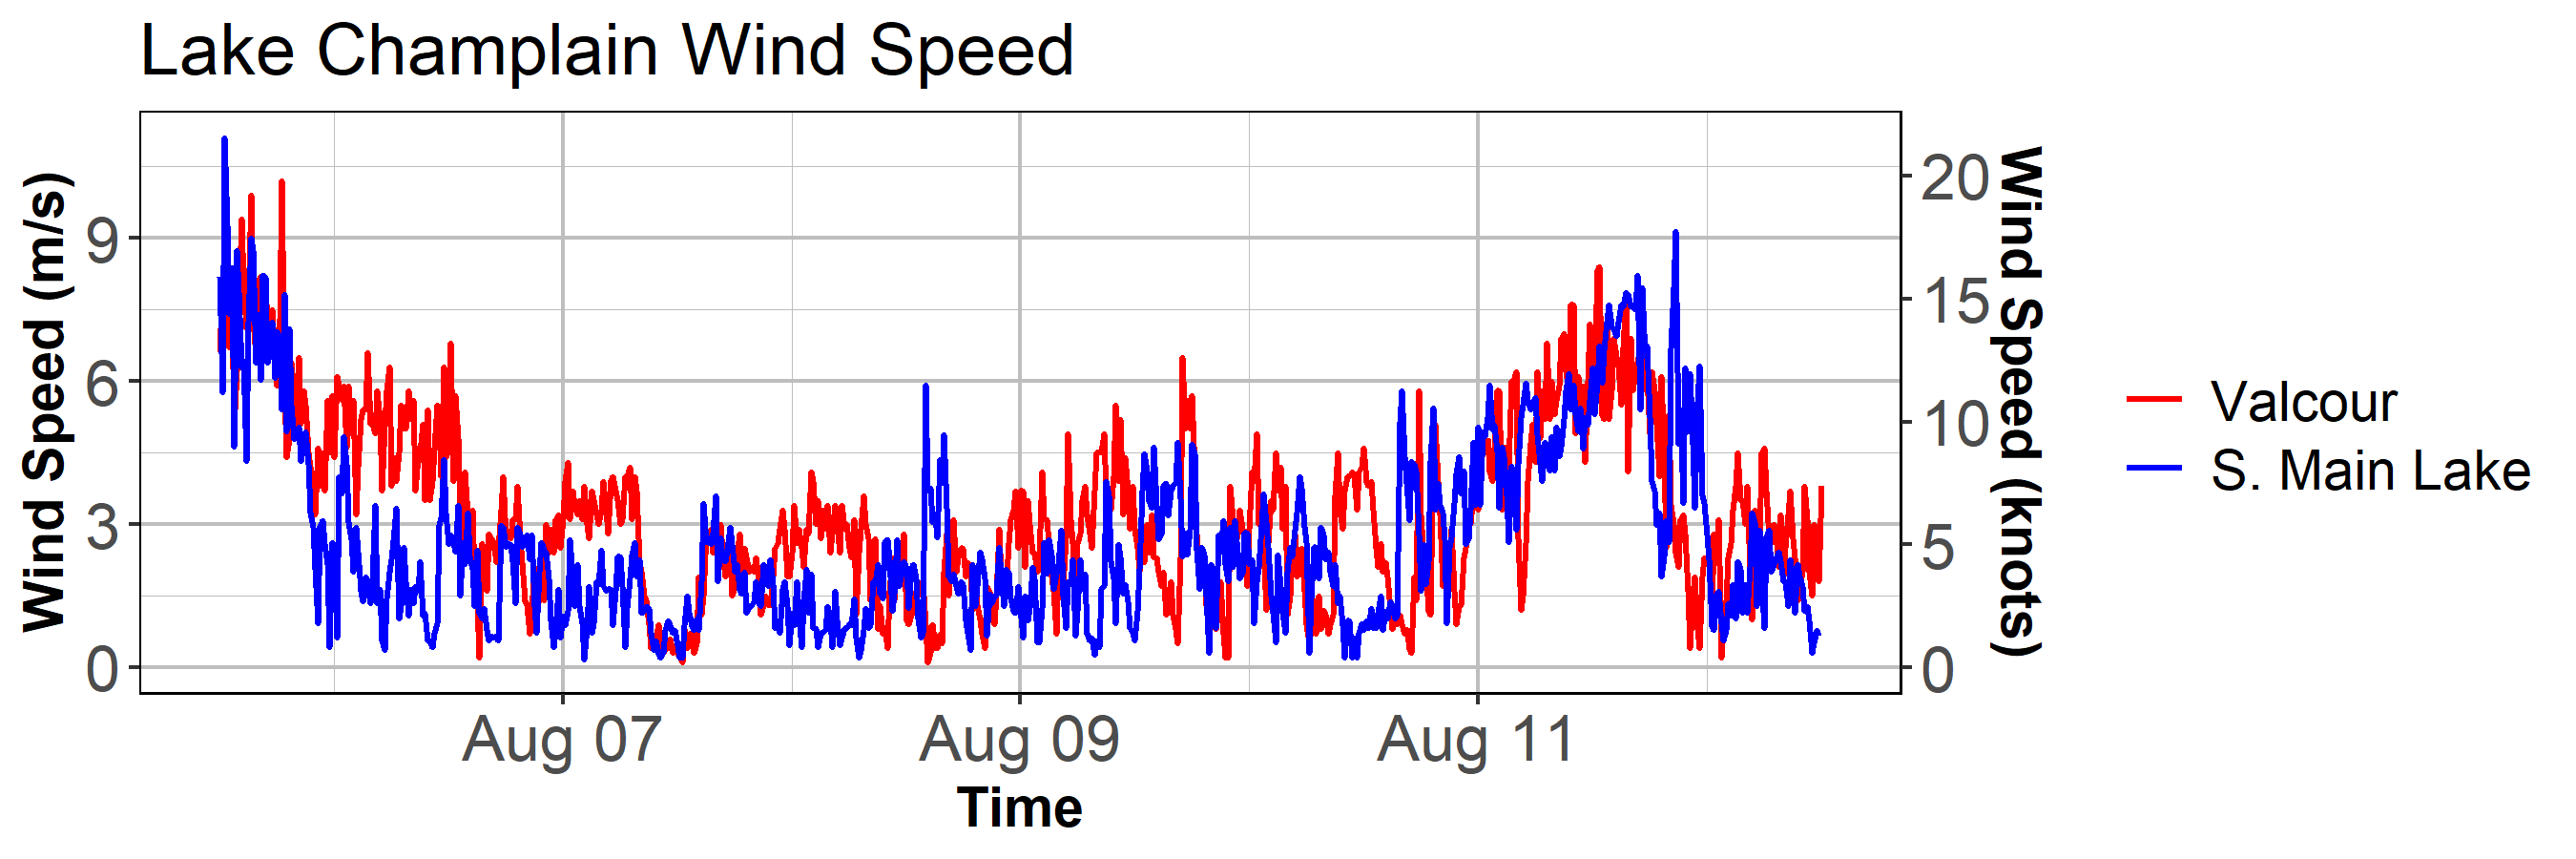 Lake Champlain Wind Speed
Wind Speed (m/s)
9
6
3
0
20
15
10
5
0
Wind Speed (knots)
Aug 07
Aug 09
Aug 11
Time
Valcour
S. Main Lake